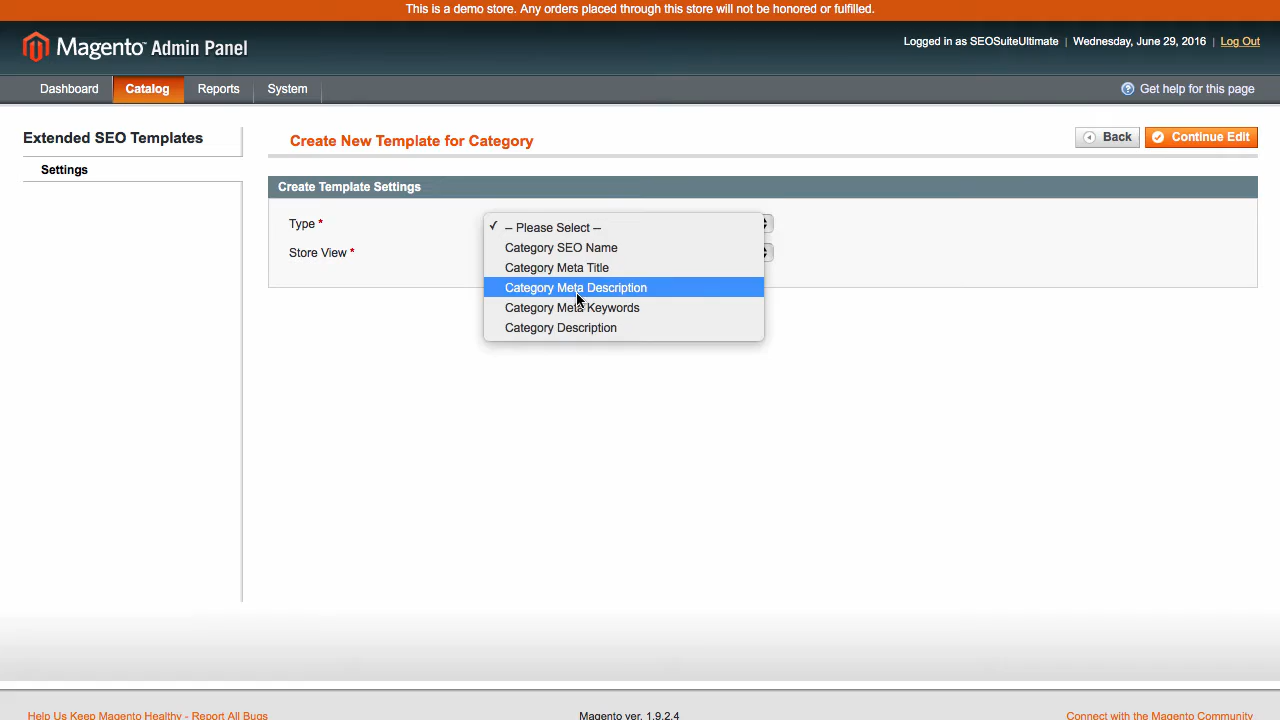 This is a demo store. Any orders placed through this store will not be honored or fulfilled.
Magento Admin Panel
Logged in as SEOSuiteUltimate | Wednesday, June 29, 2016 | Log Out
Dashboard Catalog Reports System Get help for this page
Extended SEO Templates
Settings
Create New Template for Category
Back Continue Edit
Create Template Settings
Type *
Store View *
✓ -- Please Select --
Category SEO Name
Category Meta Title
Category Meta Description
Category Meta Keywords
Category Description
Help Us Keep Magento Healthy - Report All Bugs
Magento ver. 1.9.2.4
Connect with the Magento Community